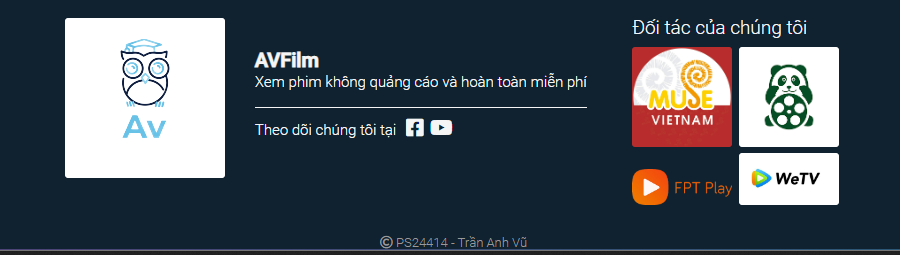 Av
AVFilm
Xem phim không quảng cáo và hoàn toàn miễn phí
Theo dõi chúng tôi tại
Đối tác của chúng tôi
MUSE
VIETNAM
FPT Play
WeTV
© PS24414 - Trần Anh Vũ